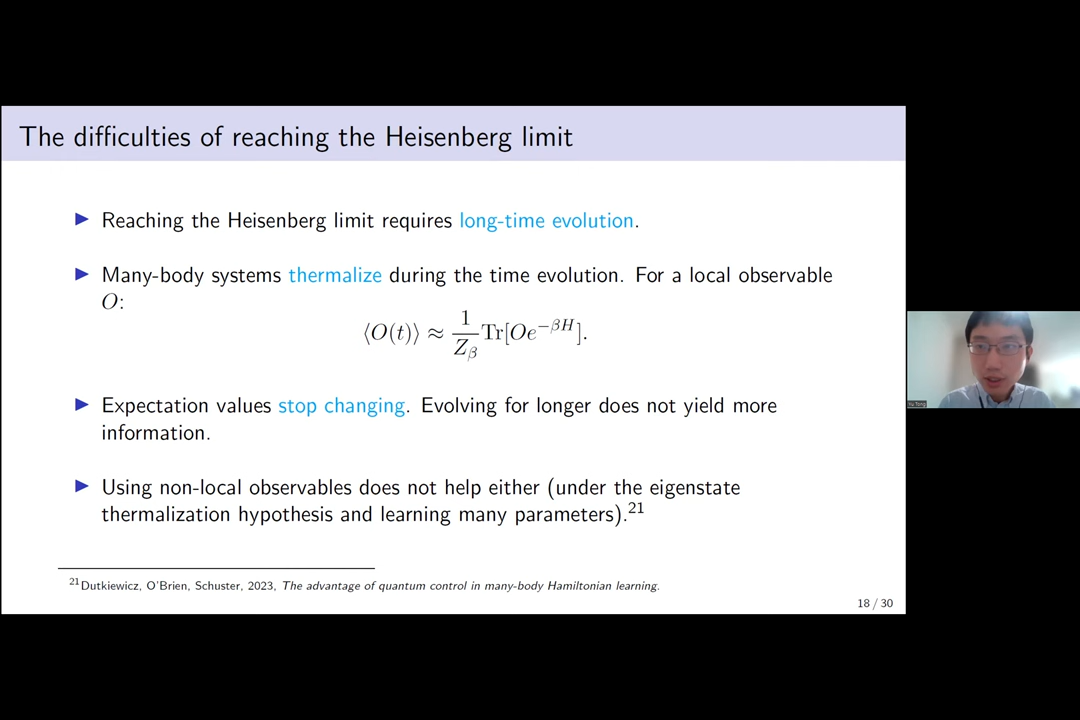 The difficulties of reaching the Heisenberg limit
▶ Reaching the Heisenberg limit requires long-time evolution.
▶ Many-body systems thermalize during the time evolution. For a local observable
O:
⟨O(t)⟩ ≈ 1/Z_β Tr[Oe^{−βH}].
▶ Expectation values stop changing. Evolving for longer does not yield more
information.
▶ Using non-local observables does not help either (under the eigenstate
thermalization hypothesis and learning many parameters).²¹
²¹Dutkiewicz, O'Brien, Schuster, 2023, The advantage of quantum control in many-body Hamiltonian learning.
18 / 30
Yu Tong